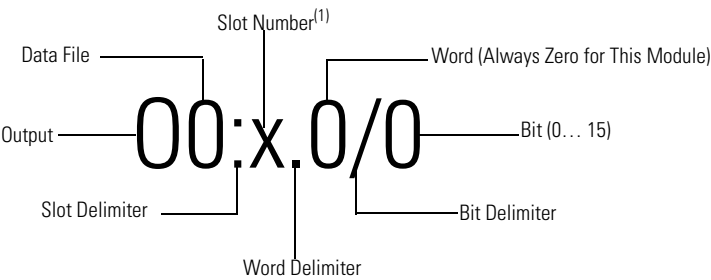 Slot Number(1)
Data File
Word (Always Zero for This Module)
Output
O0:x.0/0
Bit (0… 15)
Slot Delimiter
Bit Delimiter
Word Delimiter